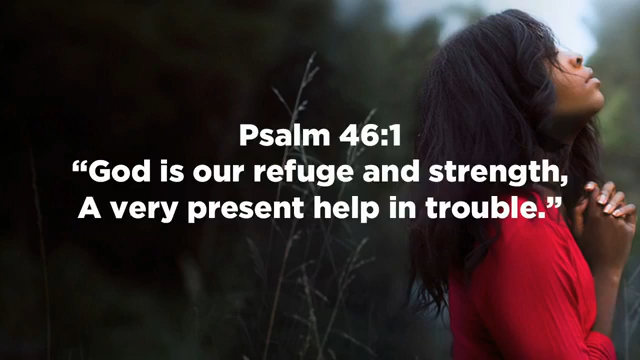 Psalm 46:1
“God is our refuge and strength,
A very present help in trouble.”